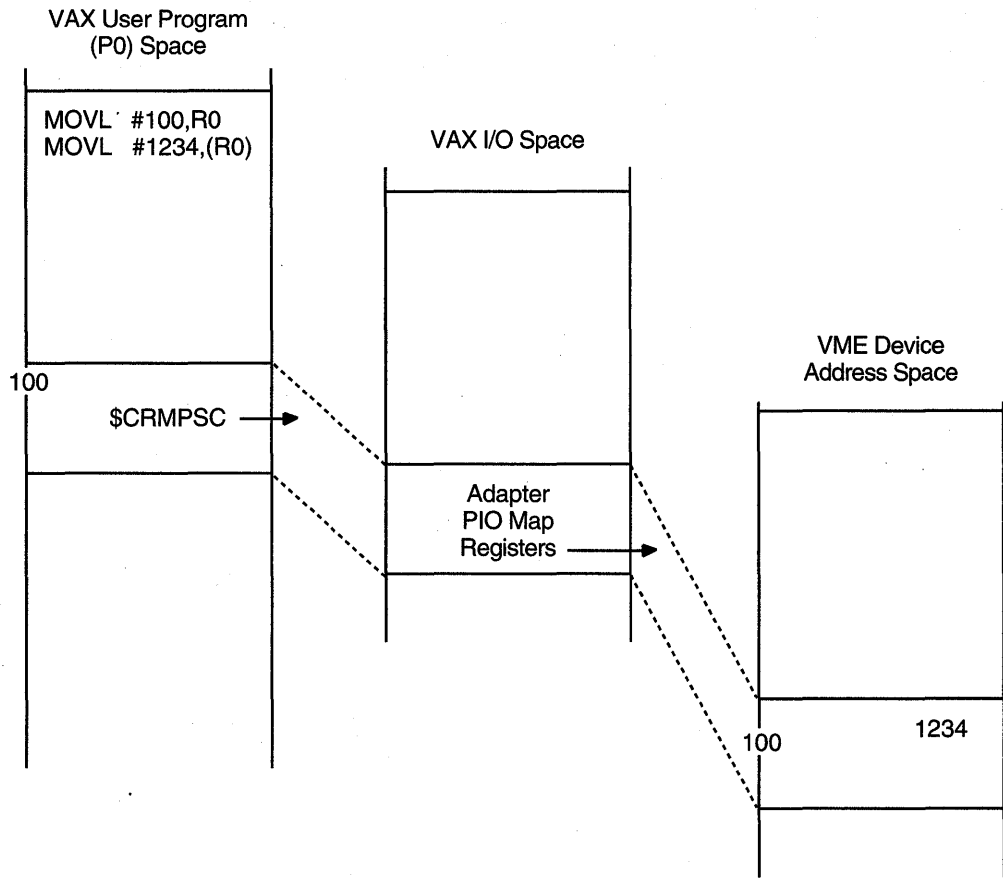 VAX User Program
(P0) Space
MOVL #100,R0
MOVL #1234,(R0)
100
$CRMPSC
VAX I/O Space
Adapter
PIO Map
Registers
VME Device
Address Space
100
1234